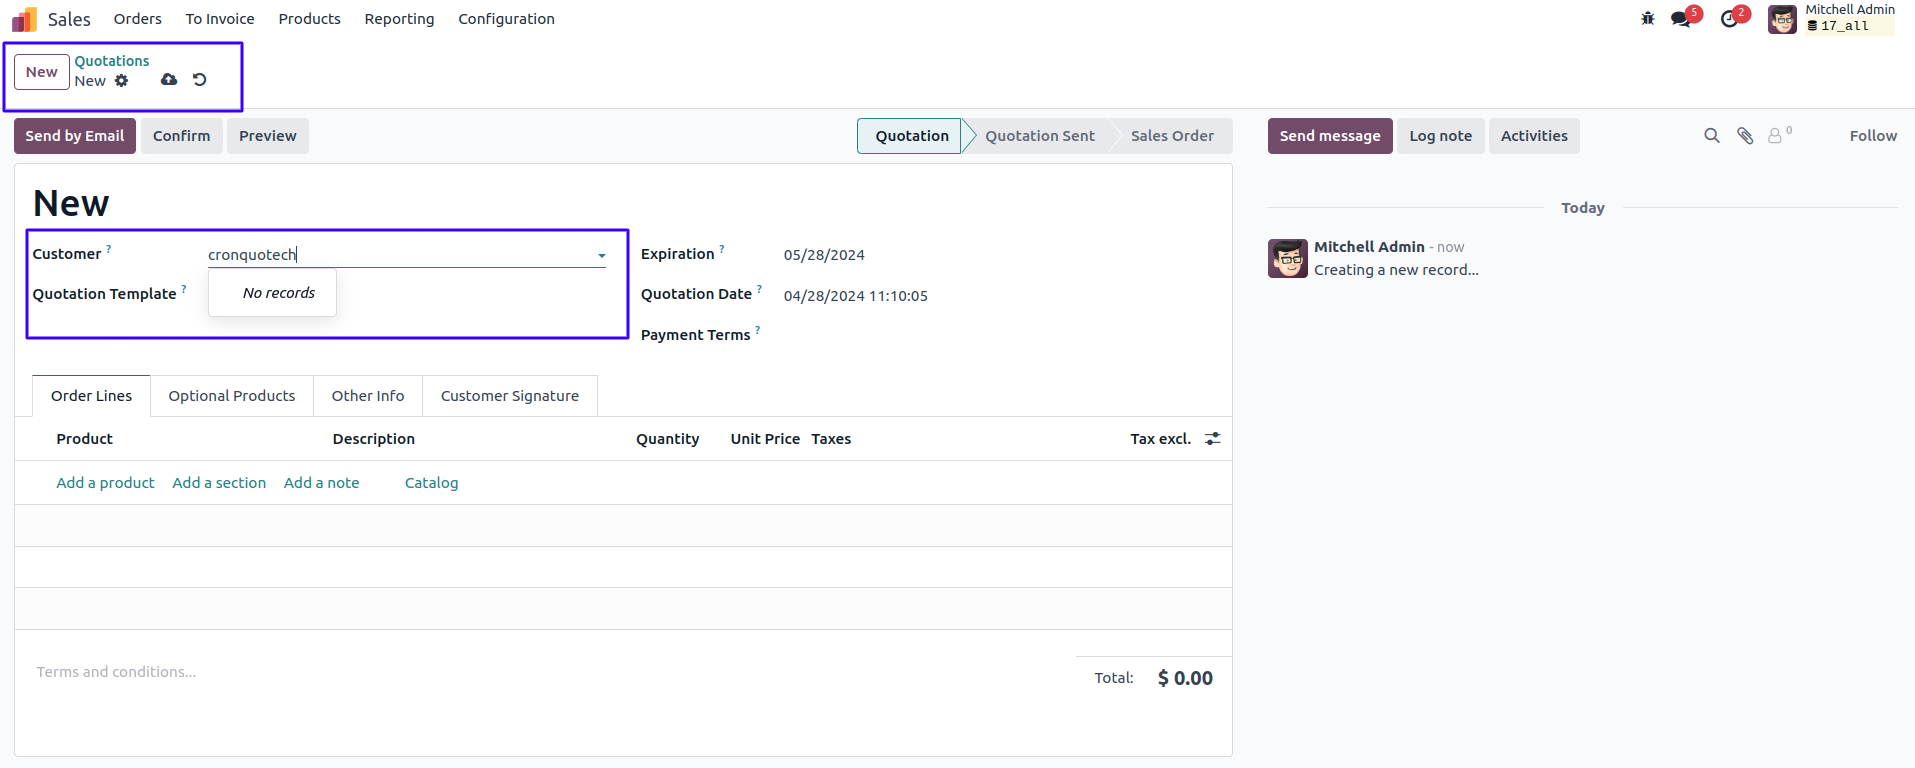 Sales Orders To Invoice Products Reporting Configuration 5 2 Mitchell Admin
17_all
New Quotations
New
Send by Email Confirm Preview Quotation Quotation Sent Sales Order Send message Log note Activities 0 Follow
New
Today
Customer ? cronquotech Expiration ? 05/28/2024
Mitchell Admin - now
Creating a new record...
No records
Quotation Template ? Quotation Date ? 04/28/2024 11:10:05
Payment Terms ?
Order Lines Optional Products Other Info Customer Signature
Product Description Quantity Unit Price Taxes Tax excl.
Add a product Add a section Add a note Catalog
Terms and conditions...
Total: $ 0.00